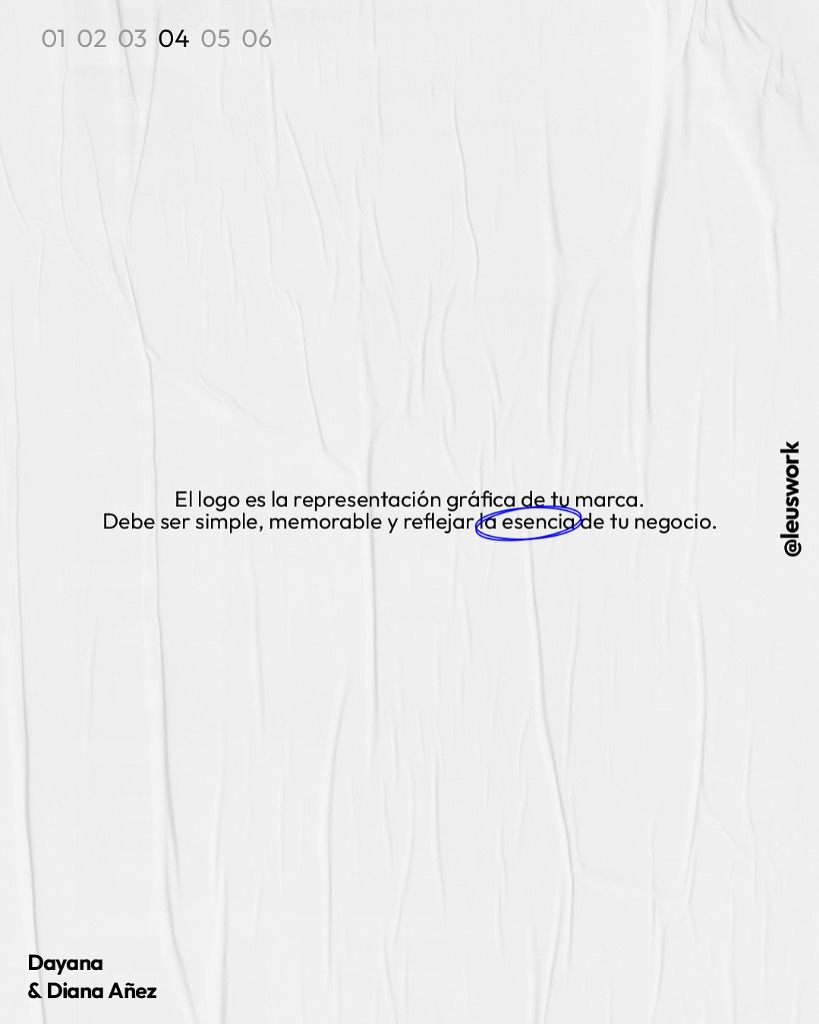 01 02 03 04 05 06
El logo es la representación gráfica de tu marca.
Debe ser simple, memorable y reflejar la esencia de tu negocio.
@leuswork
Dayana
& Diana Añez